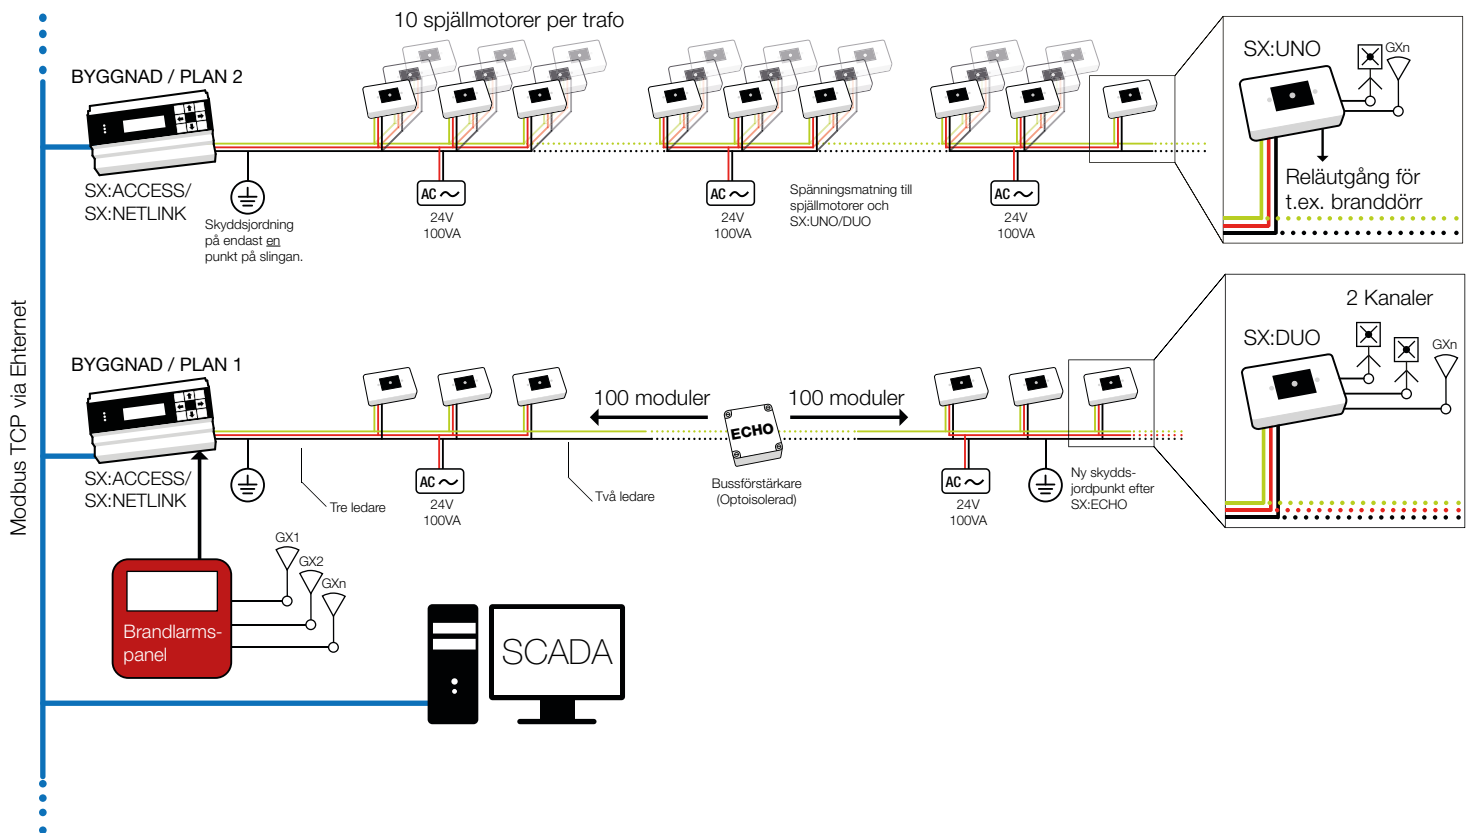 10 spjällmotorer per trafo
BYGGNAD / PLAN 2
SX:ACCESS/
SX:NETLINK
Skyddsjordning
på endast en
punkt på slingan.
AC
24V
100VA
AC
24V
100VA
Spänningsmatning till
spjällmotorer och
SX:UNO/DUO
AC
24V
100VA
SX:UNO
GXn
Reläutgång för
t.ex. branddörr
Modbus TCP via Ehternet
BYGGNAD / PLAN 1
SX:ACCESS/
SX:NETLINK
Tre ledare
AC
24V
100VA
Två ledare
100 moduler
ECHO
100 moduler
Bussförstärkare
(Optoisolerad)
AC
24V
100VA
Ny skydds-
jordpunkt efter
SX:ECHO
2 Kanaler
SX:DUO
GXn
GX1
GX2
GXn
Brandlarms-
panel
SCADA